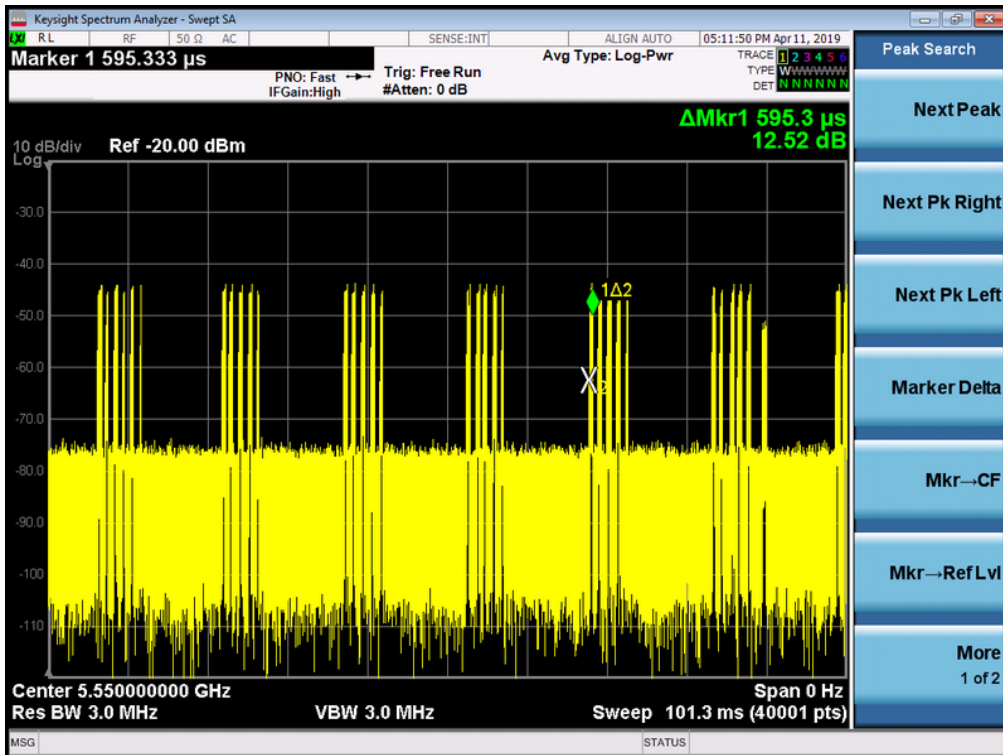 Keysight Spectrum Analyzer - Swept SA
LXI RL RF 50 Ω AC SENSE:INT ALIGN AUTO 05:11:50 PM Apr 11, 2019
Marker 1 595.333 µs
PNO: Fast
IFGain:High
Trig: Free Run
#Atten: 0 dB
Avg Type: Log-Pwr
TRACE 1 2 3 4 5 6
TYPE WWWWWW
DET N N N N N N
ΔMkr1 595.3 µs
12.52 dB
10 dB/div Ref -20.00 dBm
Log
-30.0
-40.0
-50.0
-60.0
-70.0
-80.0
-90.0
-100
-110
1Δ2
2
Center 5.550000000 GHz
Span 0 Hz
Res BW 3.0 MHz VBW 3.0 MHz Sweep 101.3 ms (40001 pts)
MSG STATUS
Peak Search
Next Peak
Next Pk Right
Next Pk Left
Marker Delta
Mkr→CF
Mkr→Ref Lvl
More
1 of 2